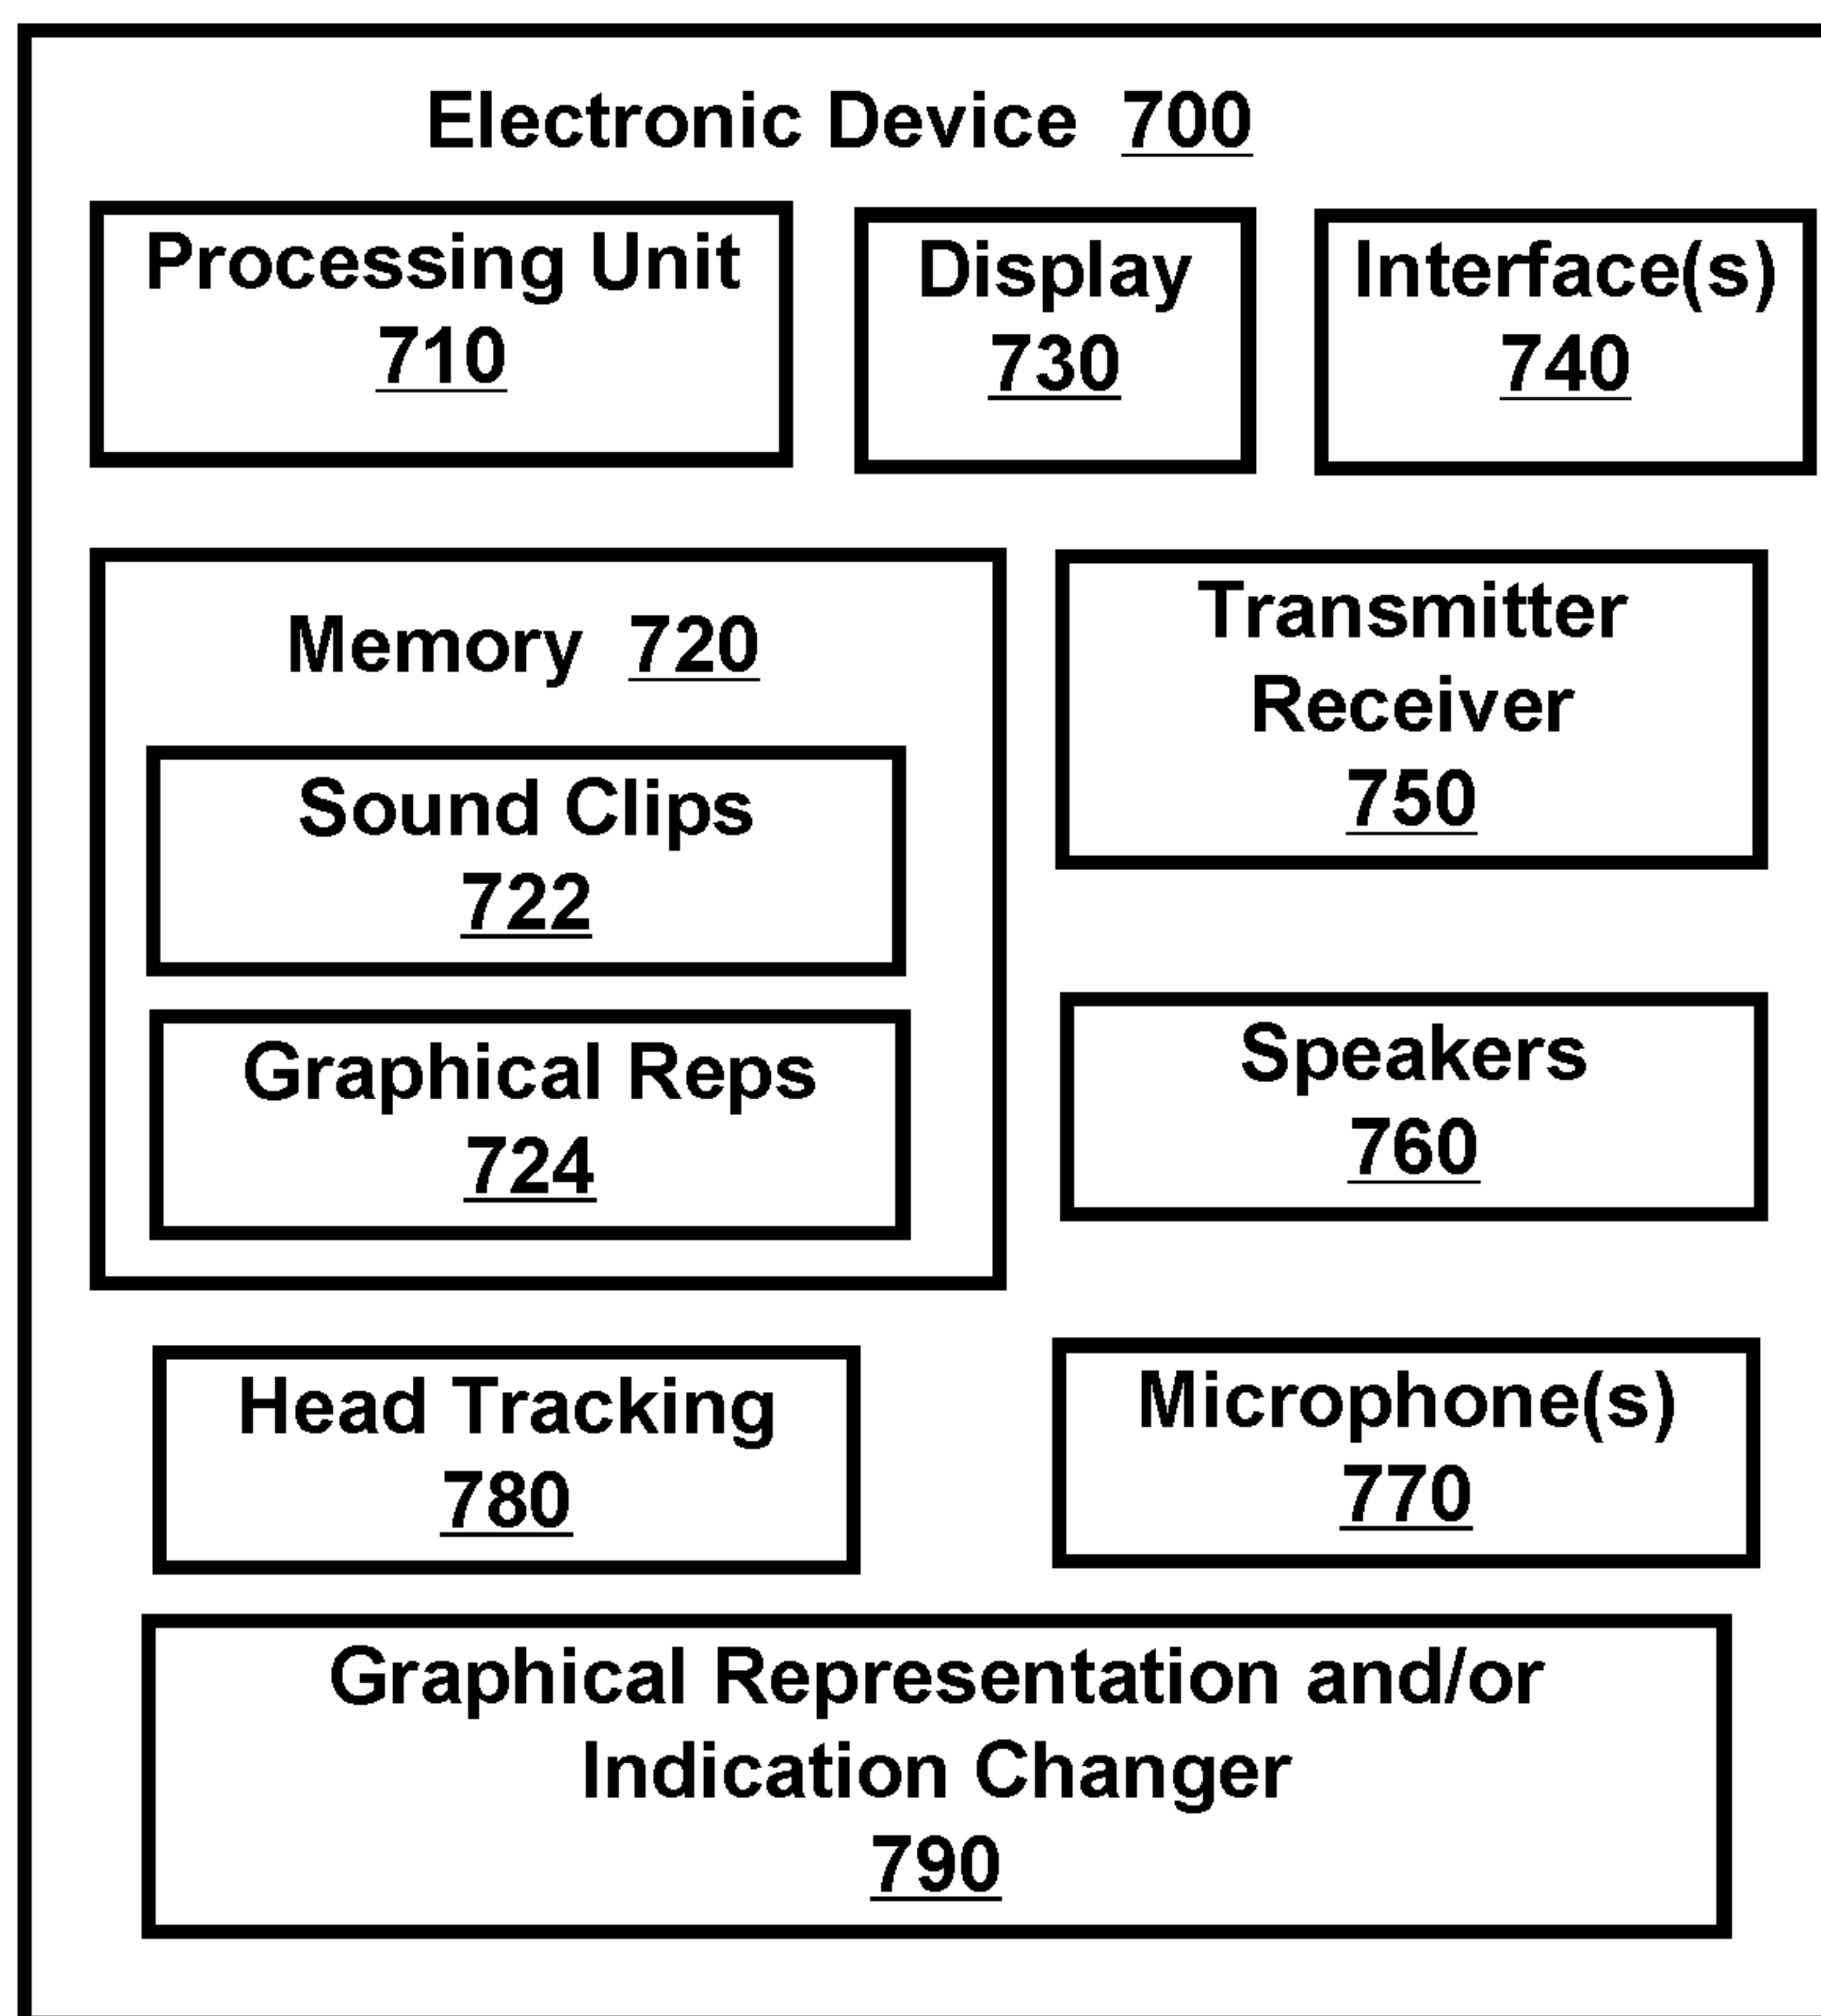 Electronic Device 700
Processing Unit
710
Display
730
Interface(s)
740
Memory 720
Sound Clips
722
Graphical Reps
724
Transmitter
Receiver
750
Speakers
760
Head Tracking
780
Microphone(s)
770
Graphical Representation and/or
Indication Changer
790